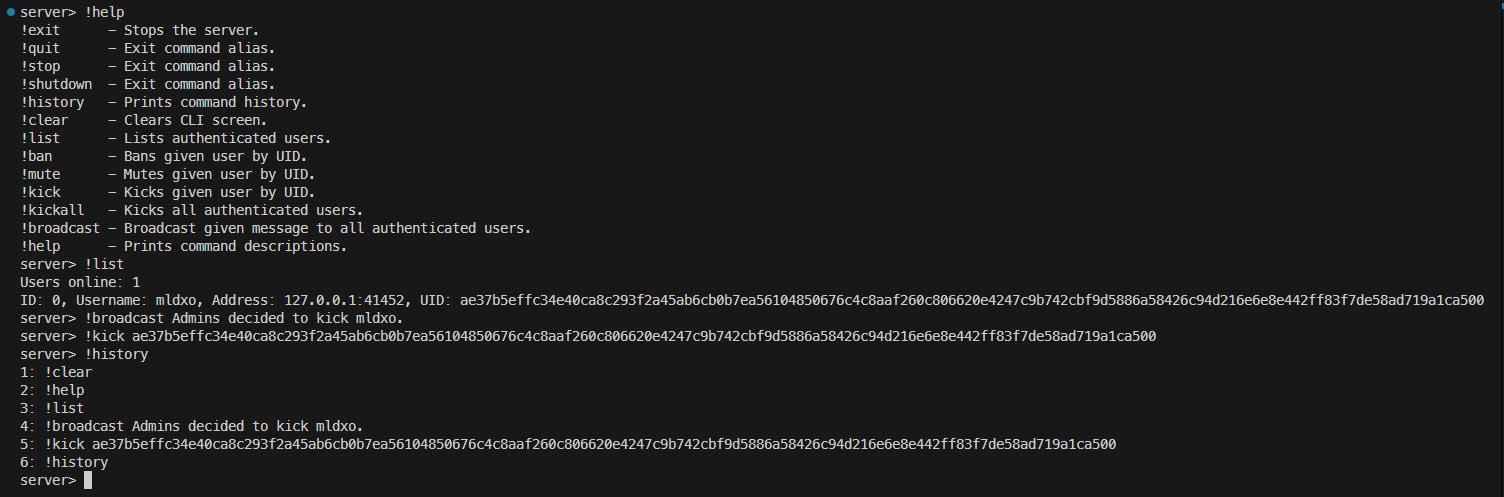 server> !help
!exit      – Stops the server.
!quit      – Exit command alias.
!stop      – Exit command alias.
!shutdown  – Exit command alias.
!history   – Prints command history.
!clear     – Clears CLI screen.
!list      – Lists authenticated users.
!ban       – Bans given user by UID.
!mute      – Mutes given user by UID.
!kick      – Kicks given user by UID.
!kickall   – Kicks all authenticated users.
!broadcast – Broadcast given message to all authenticated users.
!help      – Prints command descriptions.
server> !list
Users online: 1
ID: 0, Username: mldxo, Address: 127.0.0.1:41452, UID: ae37b5effc34e40ca8c293f2a45ab6cb0b7ea56104850676c4c8aaf260c806620e4247c9b742cbf9d5886a58426c94d216e6e8e442ff83f7de58ad719a1ca500
server> !broadcast Admins decided to kick mldxo.
server> !kick ae37b5effc34e40ca8c293f2a45ab6cb0b7ea56104850676c4c8aaf260c806620e4247c9b742cbf9d5886a58426c94d216e6e8e442ff83f7de58ad719a1ca500
server> !history
1: !clear
2: !help
3: !list
4: !broadcast Admins decided to kick mldxo.
5: !kick ae37b5effc34e40ca8c293f2a45ab6cb0b7ea56104850676c4c8aaf260c806620e4247c9b742cbf9d5886a58426c94d216e6e8e442ff83f7de58ad719a1ca500
6: !history
server>